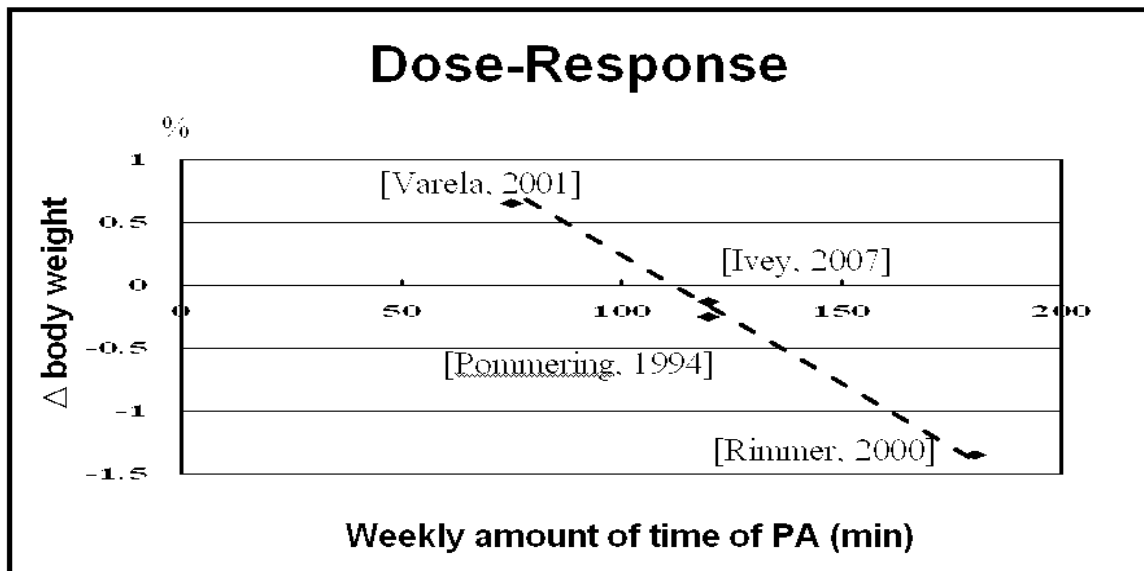 Dose-Response
%
1
[Varela, 2001]
0.5
[Ivey, 2007]
0
0 50 100 150 200
-0.5
[Pommering, 1994]
-1
[Rimmer, 2000]
-1.5
Δ body weight
Weekly amount of time of PA (min)